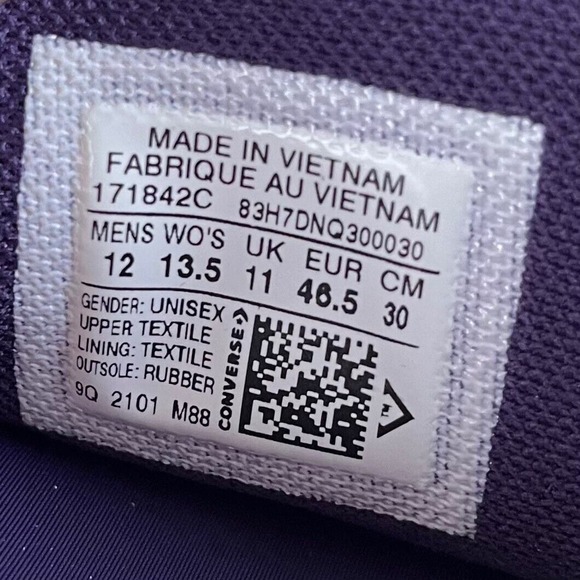 MADE IN VIETNAM
FABRIQUE AU VIETNAM
171842C 83H7DNQ300030
MENS WO'S UK EUR CM
12 13.5 11 46.5 30
GENDER: UNISEX
UPPER: TEXTILE
LINING: TEXTILE
OUTSOLE: RUBBER
9Q 2101 M88
CONVERSE
TM